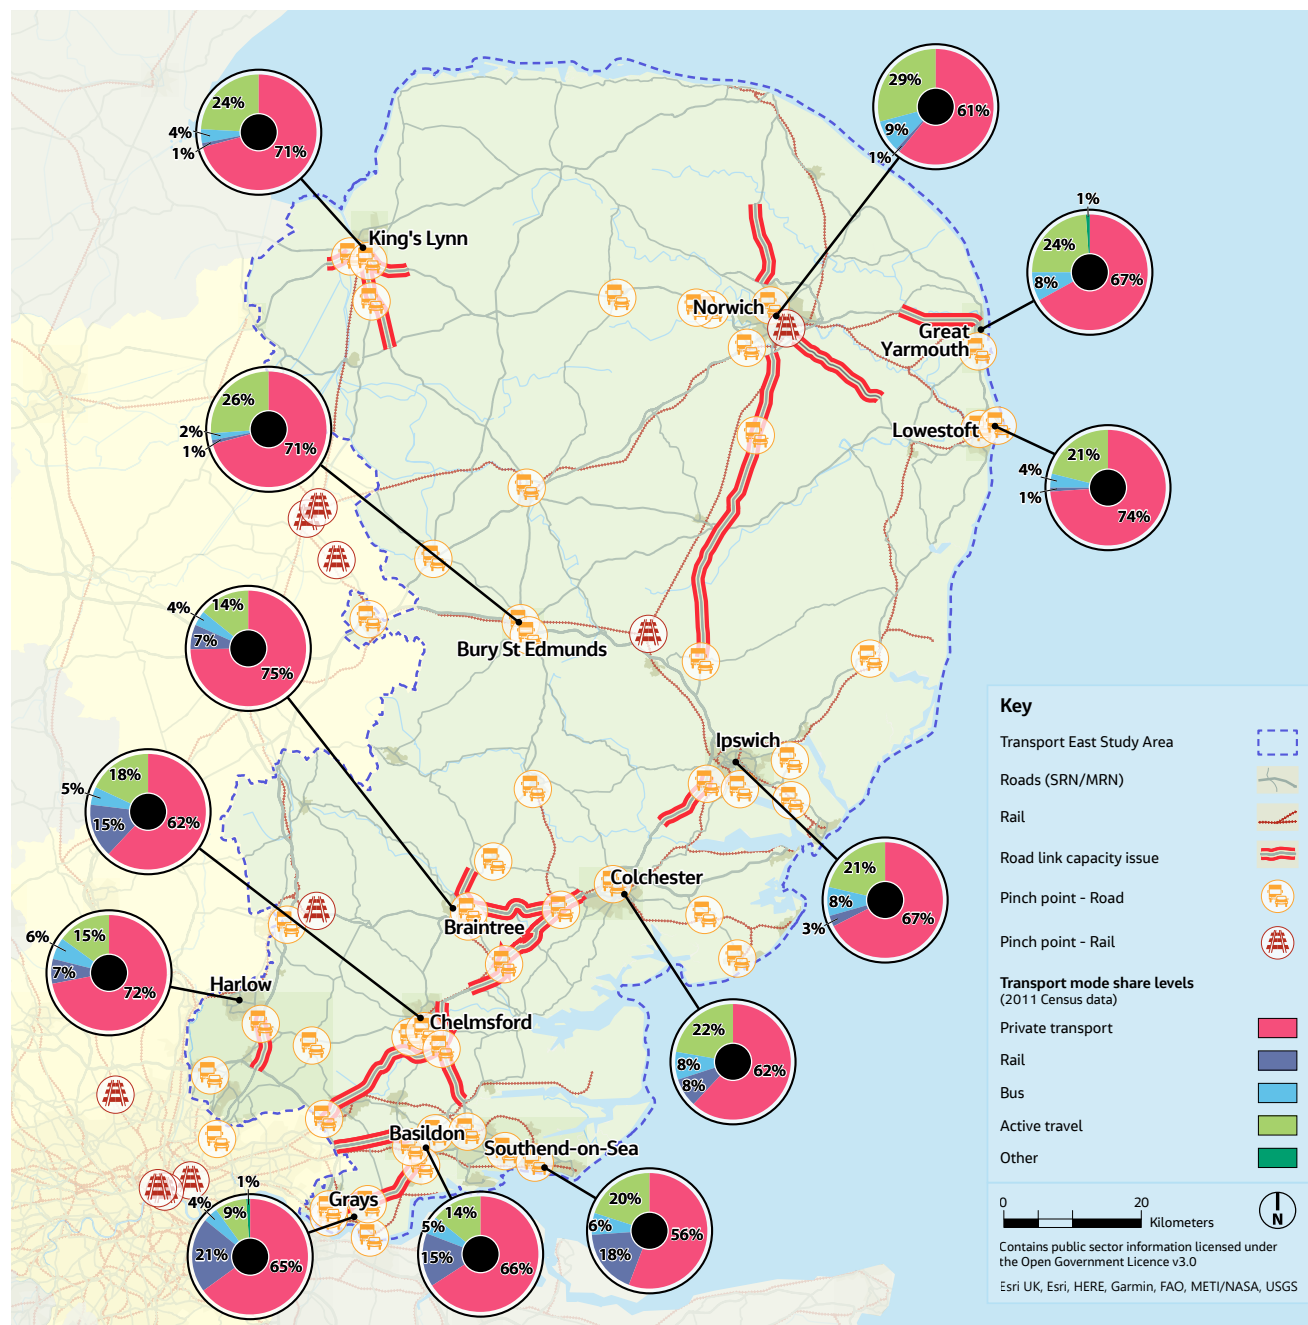 24%
4%
1%
71%
King's Lynn
29%
61%
9%
1%
1%
24%
8%
67%
Norwich
Great
Yarmouth
26%
2%
1%
71%
Lowestoft
21%
4%
1%
74%
Bury St Edmunds
14%
4%
7%
75%
Ipswich
18%
5%
15%
62%
Colchester
Braintree
21%
8%
3%
67%
15%
6%
7%
72%
Harlow
Chelmsford
22%
8%
8%
62%
Basildon
Southend-on-Sea
Grays
1%
4%
9%
21%
65%
14%
5%
15%
66%
20%
6%
18%
56%
Key
Transport East Study Area
Roads (SRN/MRN)
Rail
Road link capacity issue
Pinch point - Road
Pinch point - Rail
Transport mode share levels
(2011 Census data)
Private transport
Rail
Bus
Active travel
Other
0 20
Kilometers
N
Contains public sector information licensed under
the Open Government Licence v3.0
Esri UK, Esri, HERE, Garmin, FAO, METI/NASA, USGS